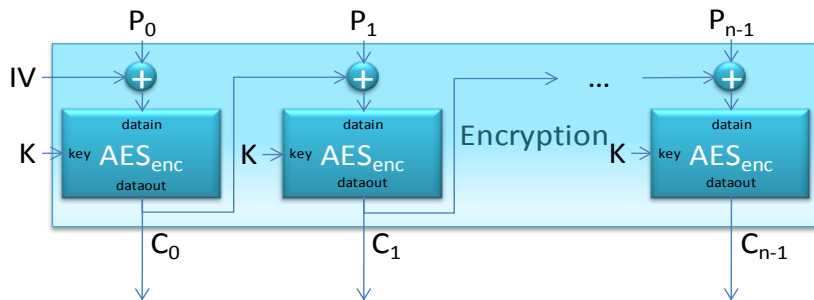 P0 P1 Pn-1
IV + + ... +
datain datain datain
Encryption
K key AESenc K key AESenc K key AESenc
dataout dataout dataout
C0 C1 Cn-1